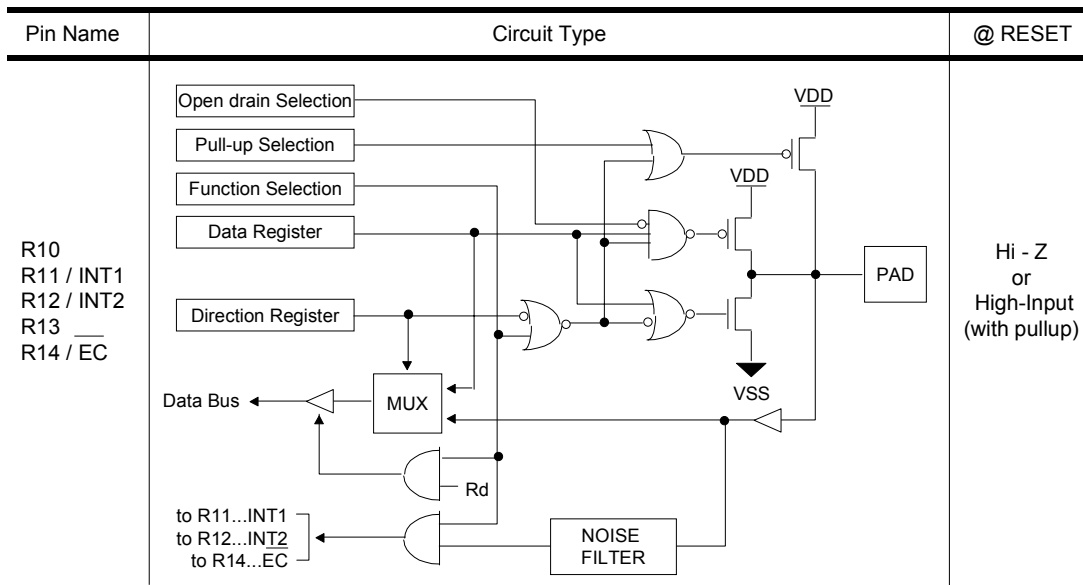 Pin Name
Circuit Type
@ RESET
Open drain Selection
Pull-up Selection
Function Selection
Data Register
Direction Register
VDD
VDD
R10
R11 / INT1
R12 / INT2
R13
R14 / E̅C̅
PAD
Hi - Z
or
High-Input
(with pullup)
VSS
Data Bus
MUX
Rd
to R11...INT1
to R12...INT2
to R14...E̅C̅
NOISE
FILTER